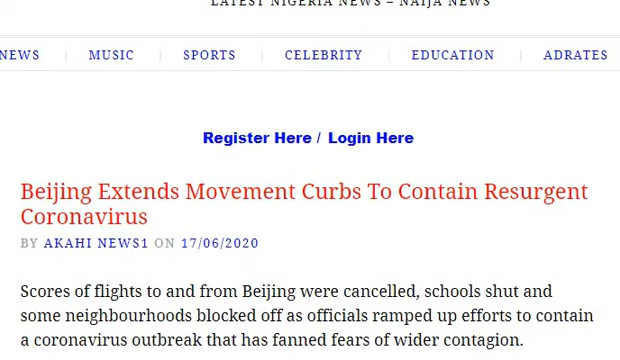 LATEST NIGERIA NEWS – NAIJA NEWS
NEWS MUSIC SPORTS CELEBRITY EDUCATION ADRATES
Register Here / Login Here
Beijing Extends Movement Curbs To Contain Resurgent
Coronavirus
BY AKAHI NEWS1 ON 17/06/2020
Scores of flights to and from Beijing were cancelled, schools shut and
some neighbourhoods blocked off as officials ramped up efforts to contain
a coronavirus outbreak that has fanned fears of wider contagion.